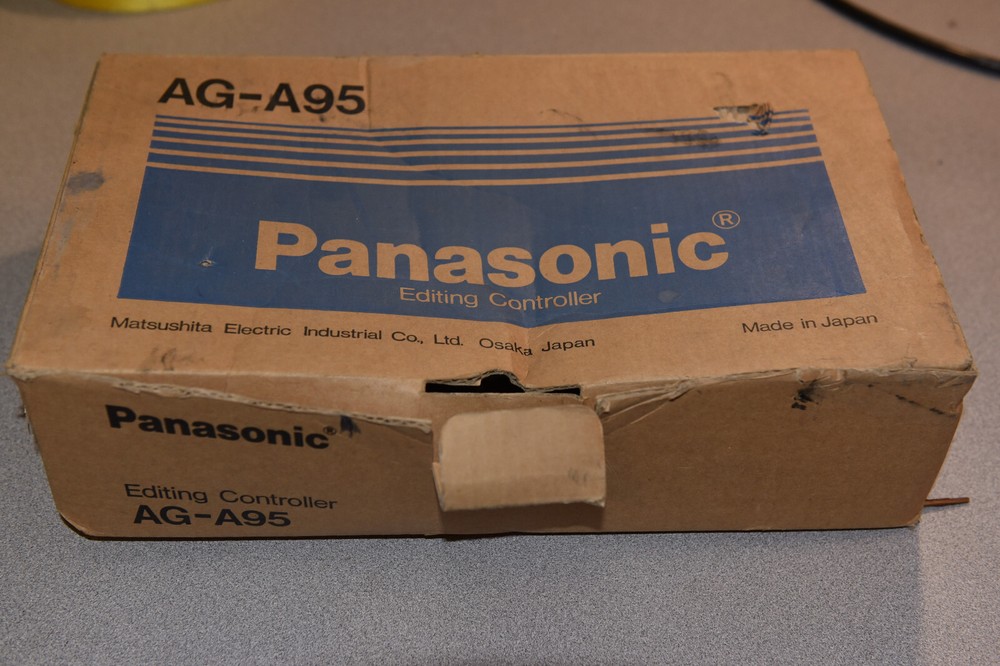 AG-A95
Panasonic®
Editing Controller
Matsushita Electric Industrial Co., Ltd. Osaka Japan
Made in Japan
Panasonic®
Editing Controller
AG-A95